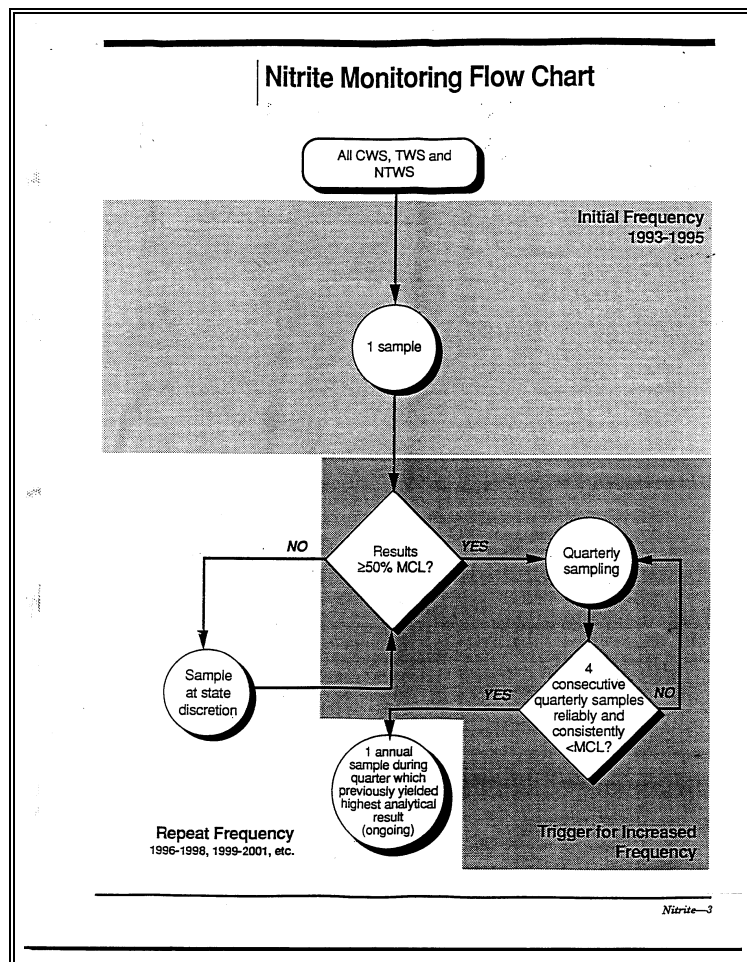 Nitrite Monitoring Flow Chart
All CWS, TWS and
NTWS
Initial Frequency
1993-1995
1 sample
NO
Results
≥50% MCL?
YES
Quarterly
sampling
Sample
at state
discretion
YES
4
consecutive
quarterly samples
reliably and
consistently
<MCL?
NO
1 annual
sample during
quarter which
previously yielded
highest analytical
result
(ongoing)
Repeat Frequency
1996-1998, 1999-2001, etc.
Trigger for Increased
Frequency
Nitrite—3